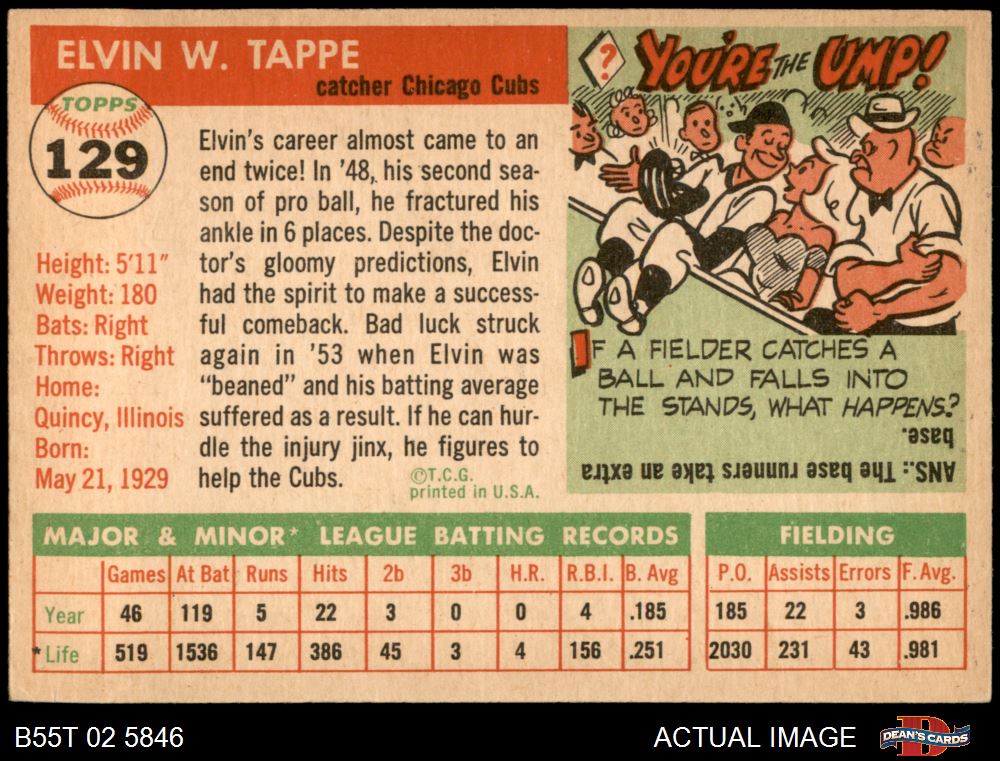 ELVIN W. TAPPE
catcher Chicago Cubs
TOPPS
129
Height: 5'11"
Weight: 180
Bats: Right
Throws: Right
Home:
Quincy, Illinois
Born:
May 21, 1929
Elvin's career almost came to an
end twice! In '48, his second sea-
son of pro ball, he fractured his
ankle in 6 places. Despite the doc-
tor's gloomy predictions, Elvin
had the spirit to make a success-
ful comeback. Bad luck struck
again in '53 when Elvin was
"beaned" and his batting average
suffered as a result. If he can hur-
dle the injury jinx, he figures to
help the Cubs.
©T.C.G.
printed in U.S.A.
? YOU'RE THE UMP!
IF A FIELDER CATCHES A
BALL AND FALLS INTO
THE STANDS, WHAT HAPPENS?
ANS.: The base runners take an extra
base.
MAJOR & MINOR* LEAGUE BATTING RECORDS
Games At Bat Runs Hits 2b 3b H.R. R.B.I. B. Avg
Year 46 119 5 22 3 0 0 4 .185
*Life 519 1536 147 386 45 3 4 156 .251
FIELDING
P.O. Assists Errors F. Avg.
185 22 3 .986
2030 231 43 .981
B55T 02 5846
ACTUAL IMAGE
D
DEAN'S CARDS